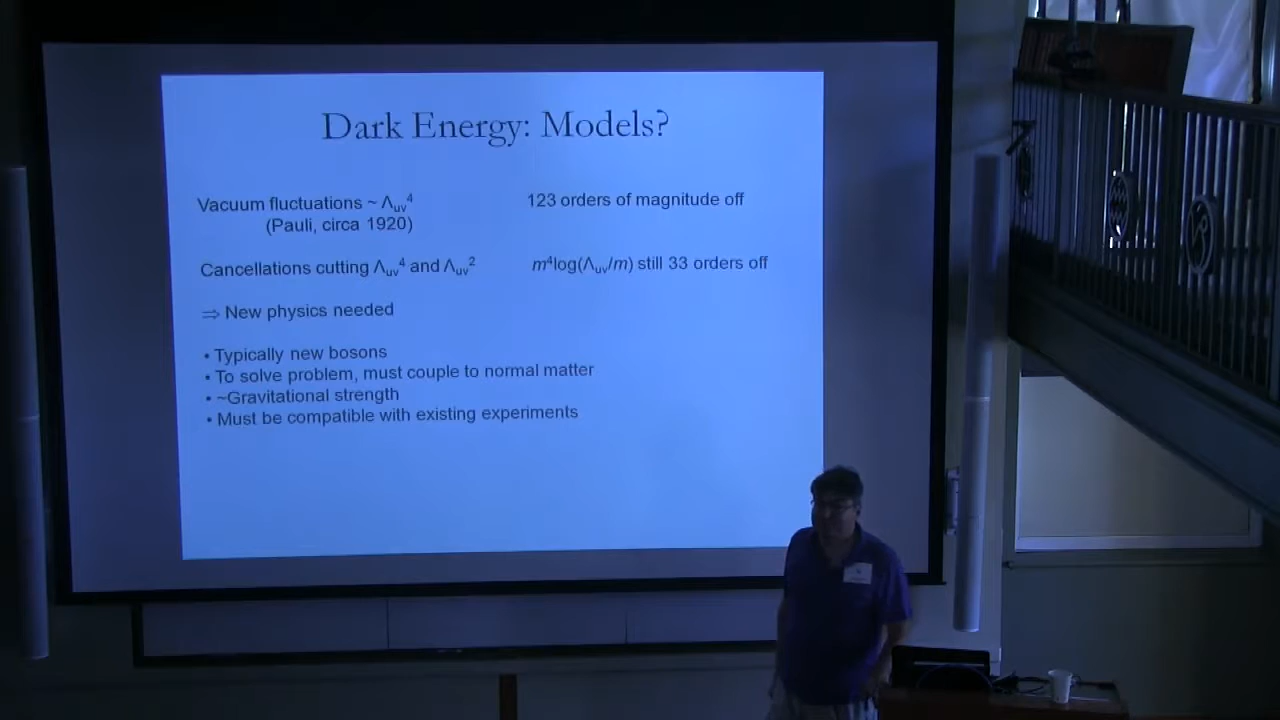 Dark Energy: Models?
Vacuum fluctuations ~ Λuv⁴ 123 orders of magnitude off
(Pauli, circa 1920)
Cancellations cutting Λuv⁴ and Λuv² m⁴log(Λuv/m) still 33 orders off
⇒ New physics needed
• Typically new bosons
• To solve problem, must couple to normal matter
• ~Gravitational strength
• Must be compatible with existing experiments